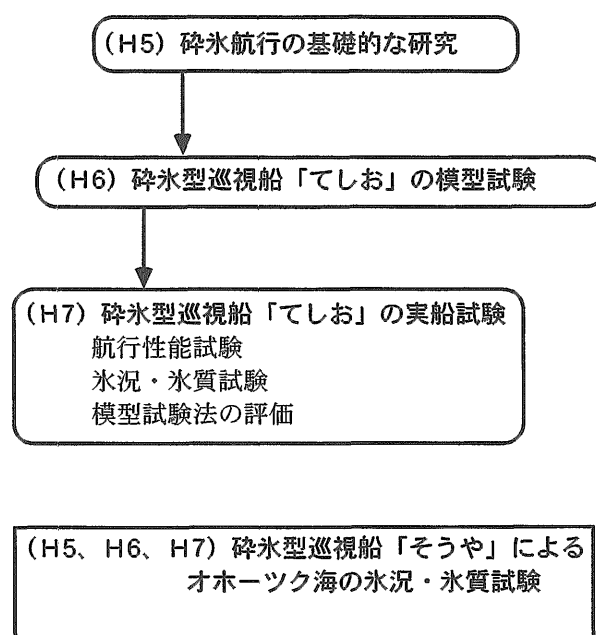 (H5) 砕氷航行の基礎的な研究
(H6) 砕氷型巡視船「てしお」の模型試験
(H7) 砕氷型巡視船「てしお」の実船試験
航行性能試験
氷況・氷質試験
模型試験法の評価
(H5、H6、H7) 砕氷型巡視船「そうや」による
オホーツク海の氷況・氷質試験